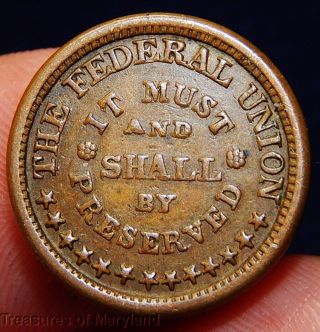 THE FEDERAL UNION
IT MUST
AND
SHALL
BY
PRESERVED
Treasures of Maryland